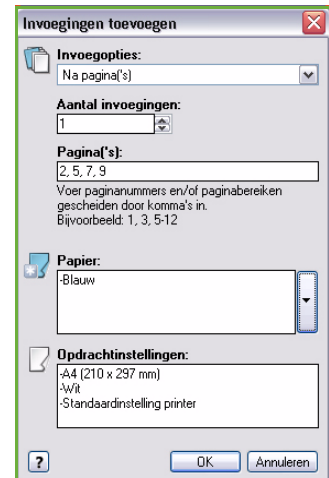 Invoegingen toevoegen
Invoegopties:
Na pagina('s)
Aantal invoegingen:
1
Pagina('s):
2, 5, 7, 9
Voer paginanummers en/of paginabereiken
gescheiden door komma's in.
Bijvoorbeeld: 1, 3, 5-12
Papier:
-Blauw
Opdrachtinstellingen:
-A4 (210 x 297 mm)
-Wit
-Standaardinstelling printer
? OK Annuleren